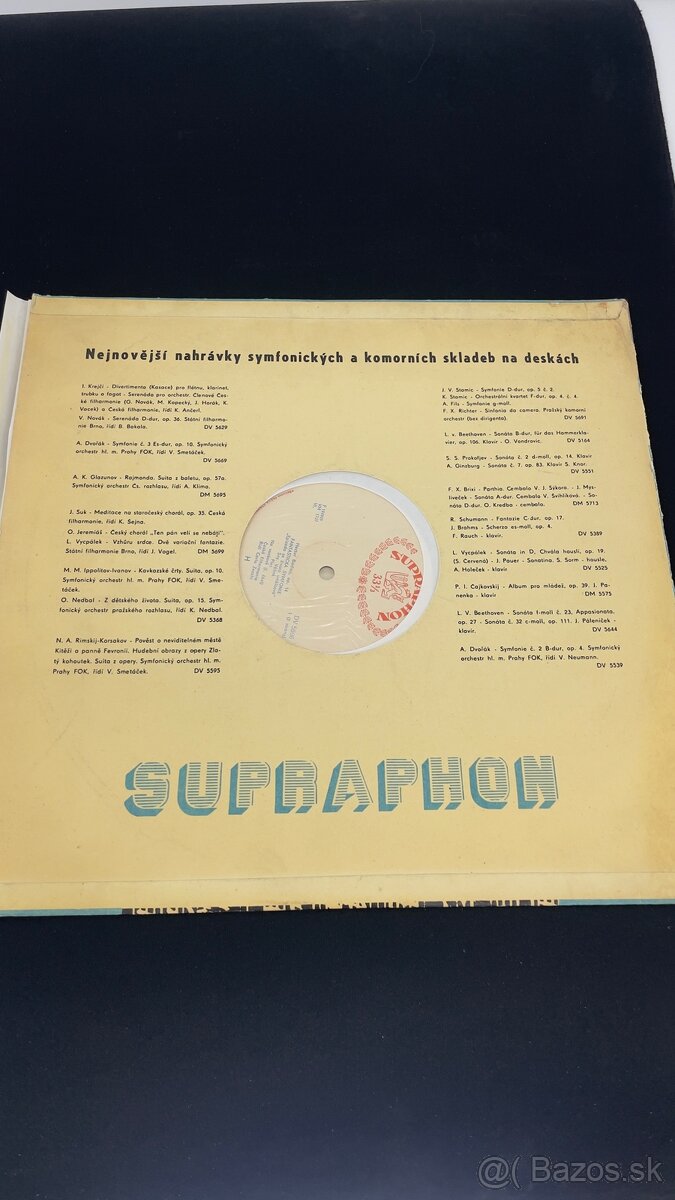 Nejnovější nahrávky symfonických a komorních skladeb na deskách
I. Krejčí - Divertimento (Kasace) pro flétnu, klarinet,
trubku a fagot - Serenáda pro orchestr. Členové Čes-
ké filharmonie (G. Novák, M. Kopecký, J. Horák, K.
Vacek) a Česká filharmonie, řídí K. Ančerl.
V. Novák - Serenáda D-dur, op. 36. Státní filharmo-
nie Brno, řídí B. Bakala. DV 5629
A. Dvořák - Symfonie č. 3 Es-dur, op. 10. Symfonický
orchestr hl. m. Prahy FOK, řídí V. Smetáček.
DV 5669
A. K. Glazunov - Rajmonda. Suita z baletu, op. 57a.
Symfonický orchestr Čs. rozhlasu, řídí A. Klíma.
DM 5695
J. Suk - Meditace na staročeský chorál, op. 35. Česká
filharmonie, řídí K. Šejna.
O. Jeremiáš - Český chorál „Ten pán velí se nebáji".
L. Vycpálek - Vzhůru srdce. Dvě variační fantazie.
Státní filharmonie Brno, řídí J. Vogel. DM 5699
M. M. Ippolitov-Ivanov - Kavkazské črty. Suita, op. 10.
Symfonický orchestr hl. m. Prahy FOK, řídí V. Sme-
táček.
O. Nedbal - Z dětského života. Suita, op. 15. Sym-
fonický orchestr pražského rozhlasu, řídí K. Nedbal.
DV 5368
N. A. Rimskij-Korsakov - Pověst o neviditelném městě
Kitěži a panně Fevronii. Hudební obrazy z opery Zla-
tý kohoutek. Suita z opery. Symfonický orchestr hl. m.
Prahy FOK, řídí V. Smetáček. DV 5595
J. V. Stamic - Symfonie D-dur, op. 5 č. 2.
K. Stamic - Orchestrální kvartet F-dur, op. 4. č. 4.
A. Fils - Symfonie g-moll.
F. X. Richter - Sinfonia da camera. Pražský komorní
orchestr (bez dirigenta). DV 5691
L. v. Beethoven - Sonáta B-dur, für das Hammerkla-
vier, op. 106. Klavír - O. Vondrovic. DV 5164
S. S. Prokofjev - Sonáta č. 2 d-moll, op. 14. Klavír
A. Ginzburg - Sonáta č. 7, op. 83. Klavír S. Knor.
DV 5551
F. X. Brixi - Parthia. Cembalo V. J. Sýkora. - J. Mys-
liveček - Sonáta A-dur. Cembalo V. Svihlíková. - So-
náta D-dur. O. Kredba - cembalo. DM 5713
R. Schumann - Fantazie C-dur, op. 17.
J. Brahms - Scherzo es-moll, op. 4.
F. Rauch - klavír. DV 5389
L. Vycpálek - Sonáta in D, Chvála houslí, op. 19.
(S. Červená) - J. Pauer - Sonatina. S. Šorm - housle.
A. Holeček - klavír DV 5525
P. I. Čajkovskij - Album pro mládež, op. 39. J. Pa-
nenka - klavír DM 5575
L. V. Beethoven - Sonáta f-moll č. 23, Appasionata,
op. 27 - Sonáta č. 32 c-moll, op. 111. J. Páleníček -
klavír. DV 5644
A. Dvořák - Symfonie č. 2 B-dur, op. 4. Symfonický
orchestr hl. m. Prahy FOK, řídí V. Neumann.
DV 5539
SUPRAPHON
33⅓
SUPRAPHON
@( Bazos.sk